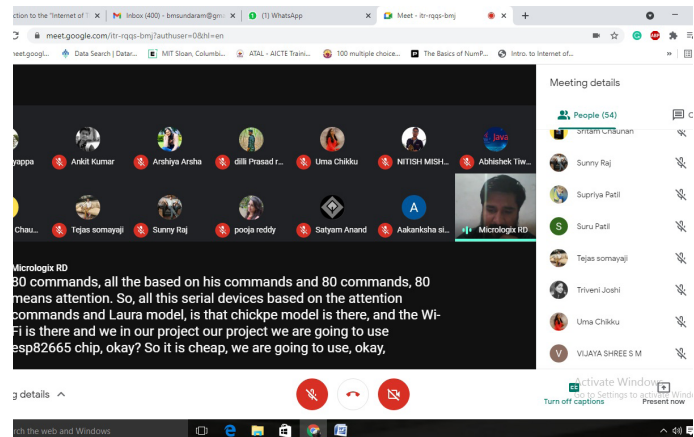 ction to the "Internet of T
Inbox (400) - bmsundaram@gm
(1) WhatsApp
Meet - itr-rqqs-bmj
meet.google.com/itr-rqqs-bmj?authuser=0&hl=en
neet.googl...
Data Search | Datar...
MIT Sloan, Columbi...
ATAL - AICTE Traini...
100 multiple choice...
The Basics of NumP...
Intro. to Internet of...
Meeting details
People (54)
yappa
Ankit Kumar
Arshiya Arsha
dilli Prasad r...
Uma Chikku
NITISH MISH...
Java
Abhishek Tiw...
Chau...
Tejas somayaji
Sunny Raj
pooja reddy
Satyam Anand
A
Aakanksha si...
Micrologix RD
Sritam Chauhan
Sunny Raj
Supriya Patil
S
Suru Patil
Tejas somayaji
Triveni Joshi
Uma Chikku
V
VIJAYA SHREE S M
Micrologix RD
80 commands, all the based on his commands and 80 commands, 80
means attention. So, all this serial devices based on the attention
commands and Laura model, is that chickpe model is there, and the Wi-
Fi is there and we in our project our project we are going to use
esp82665 chip, okay? So it is cheap, we are going to use, okay,
g details
Activate Windows
Go to Settings to activate Wind
Turn off captions
Present now
rch the web and Windows